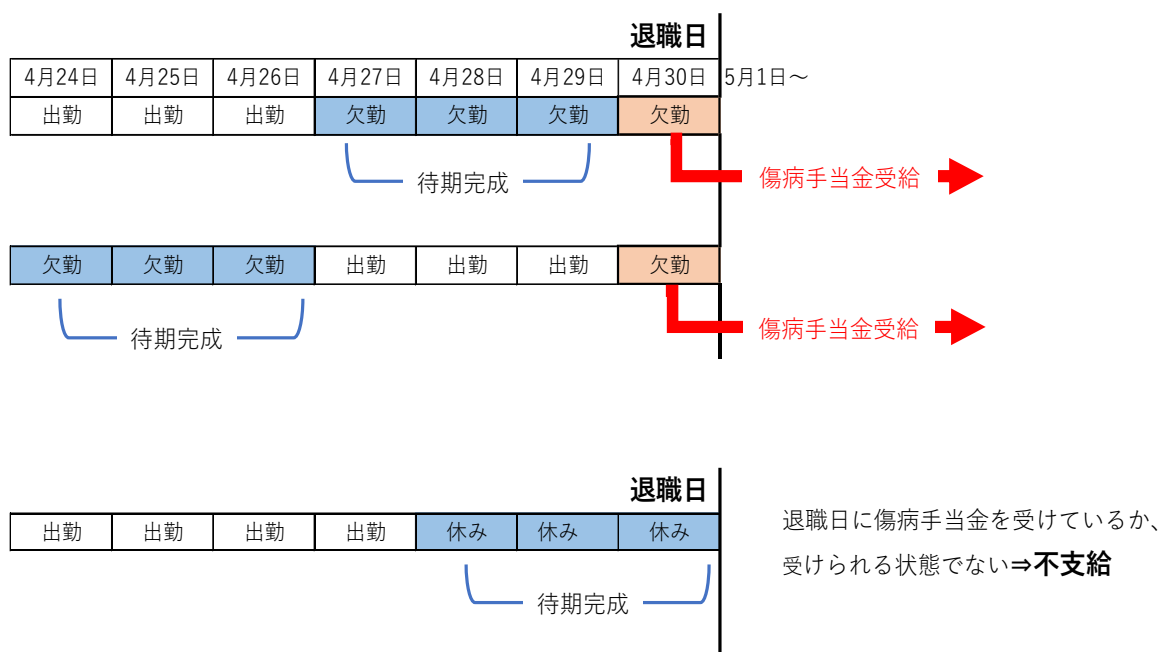 退職日
4月24日 4月25日 4月26日 4月27日 4月28日 4月29日 4月30日 5月1日～
出勤 出勤 出勤 欠勤 欠勤 欠勤 欠勤
待期完成
傷病手当金受給
欠勤 欠勤 欠勤 出勤 出勤 出勤 欠勤
待期完成
傷病手当金受給
退職日
出勤 出勤 出勤 出勤 休み 休み 休み
待期完成
退職日に傷病手当金を受けているか、
受けられる状態でない⇒不支給